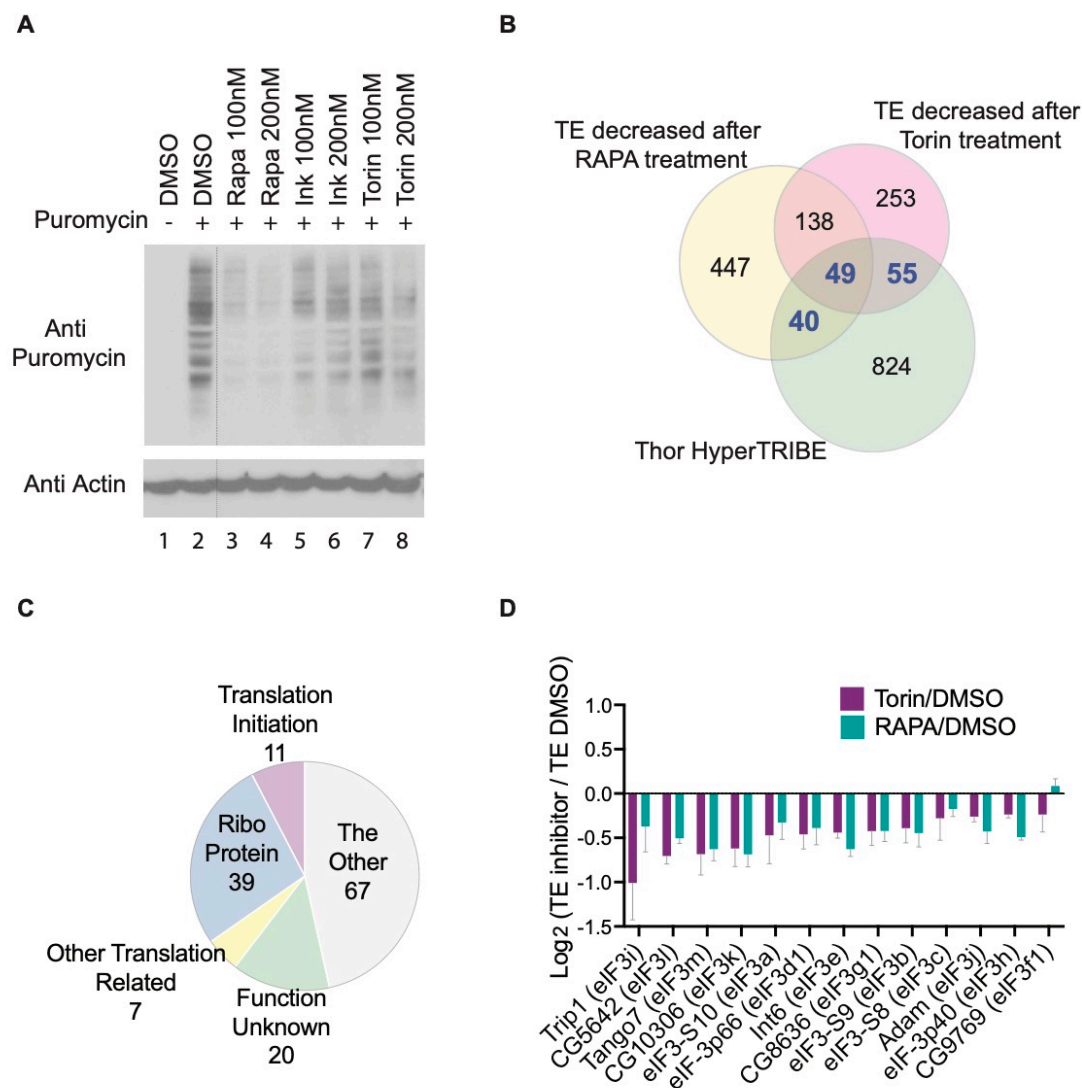 A
DMSO
DMSO
Rapa 100nM
Rapa 200nM
Ink 100nM
Ink 200nM
Torin 100nM
Torin 200nM
Puromycin - + + + + + + +
Anti
Puromycin
Anti Actin
1 2 3 4 5 6 7 8
B
TE decreased after
RAPA treatment
TE decreased after
Torin treatment
253
138
447
49
55
40
824
Thor HyperTRIBE
C
Translation
Initiation
11
Ribo
Protein
39
The
Other
67
Other Translation
Related
7
Function
Unknown
20
D
Log2 (TE inhibitor / TE DMSO)
Torin/DMSO
RAPA/DMSO
1.0
0.5
0.0
-0.5
-1.0
-1.5
Trip1 (eIF3i)
CG5642 (eIF3l)
Tango7 (eIF3m)
CG10306 (eIF3k)
eIF3-S10 (eIF3a)
eIF-3p66 (eIF3d1)
Int6 (eIF3e)
CG8636 (eIF3g1)
eIF3-S9 (eIF3b)
eIF3-S8 (eIF3c)
Adam (eIF3j)
eIF-3p40 (eIF3h)
CG9769 (eIF3f1)